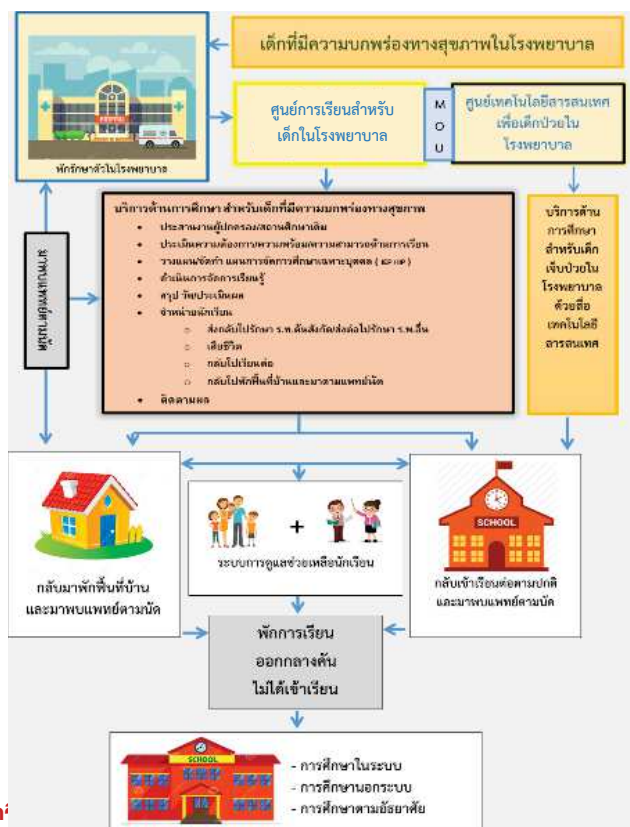 เด็กที่มีความบกพร่องทางสุขภาพในโรงพยาบาล
HOSPITAL
พักรักษาตัวในโรงพยาบาล
ศูนย์การเรียนสำหรับ
เด็กในโรงพยาบาล
M
O
U
ศูนย์เทคโนโลยีสารสนเทศ
เพื่อเด็กป่วยใน
โรงพยาบาล
มาพบแพทย์ตามนัด
บริการด้านการศึกษา สำหรับเด็กที่มีความบกพร่องทางสุขภาพ
• ประสานงานผู้ปกครอง/สถานศึกษาเดิม
• ประเมินความต้องการ/ความพร้อมความสามารถด้านการเรียน
• วางแผน/จัดทำ แผนการจัดการศึกษาเฉพาะบุคคล ( IEP/IIP )
• ดำเนินการจัดการเรียนรู้
• สรุป วัดประเมินผล
• จำหน่ายนักเรียน
o ส่งกลับไปรักษา ร.พ.ต้นสังกัด/ส่งต่อไปรักษา ร.พ.อื่น
o เสียชีวิต
o กลับไปเรียนต่อ
o กลับไปพักฟื้นที่บ้านและมาตามแพทย์นัด
• ติดตามผล
บริการด้าน
การศึกษา
สำหรับเด็ก
เจ็บป่วยใน
โรงพยาบาล
ด้วยสื่อ
เทคโนโลยี
สารสนเทศ
กลับมาพักฟื้นที่บ้าน
และมาพบแพทย์ตามนัด
+
ระบบการดูแลช่วยเหลือนักเรียน
SCHOOL
กลับเข้าเรียนต่อตามปกติ
และมาพบแพทย์ตามนัด
พักการเรียน
ออกกลางคัน
ไม่ได้เข้าเรียน
SCHOOL
- การศึกษาในระบบ
- การศึกษานอกระบบ
- การศึกษาตามอัธยาศัย